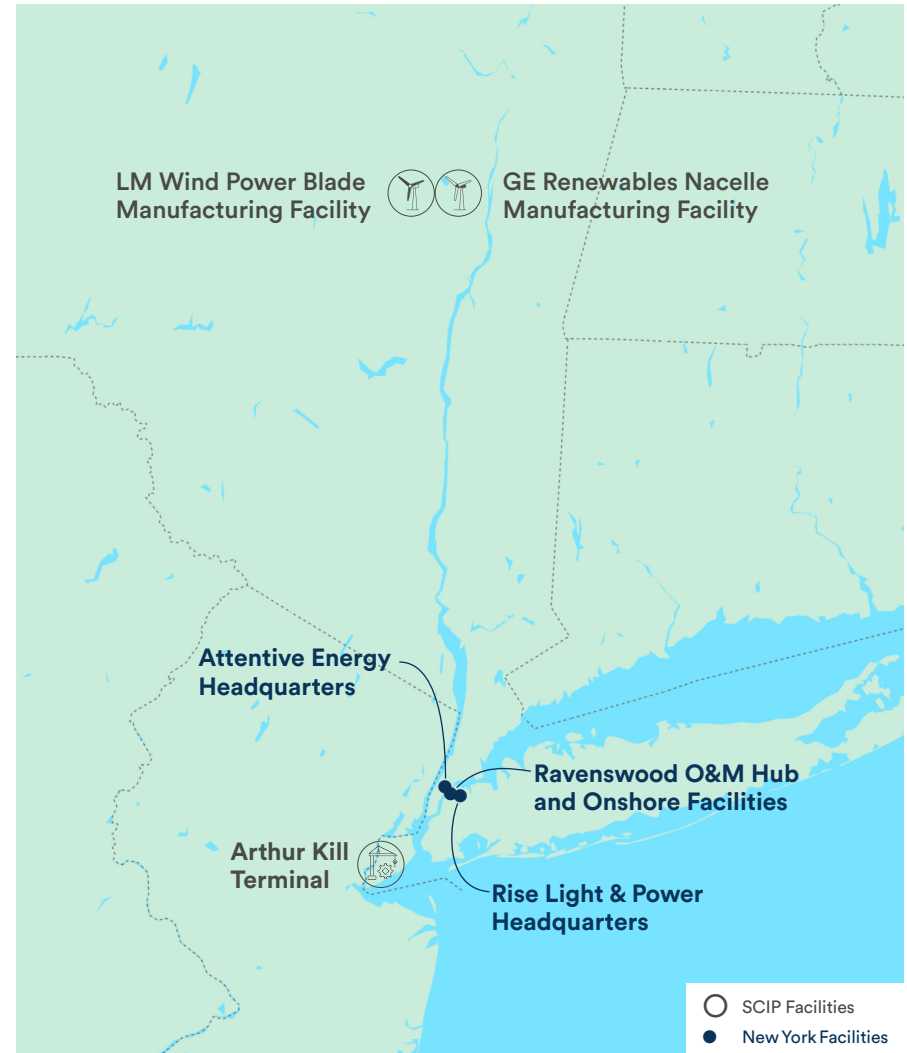 LM Wind Power Blade
Manufacturing Facility
GE Renewables Nacelle
Manufacturing Facility
Attentive Energy
Headquarters
Ravenswood O&M Hub
and Onshore Facilities
Arthur Kill
Terminal
Rise Light & Power
Headquarters
SCIP Facilities
New York Facilities